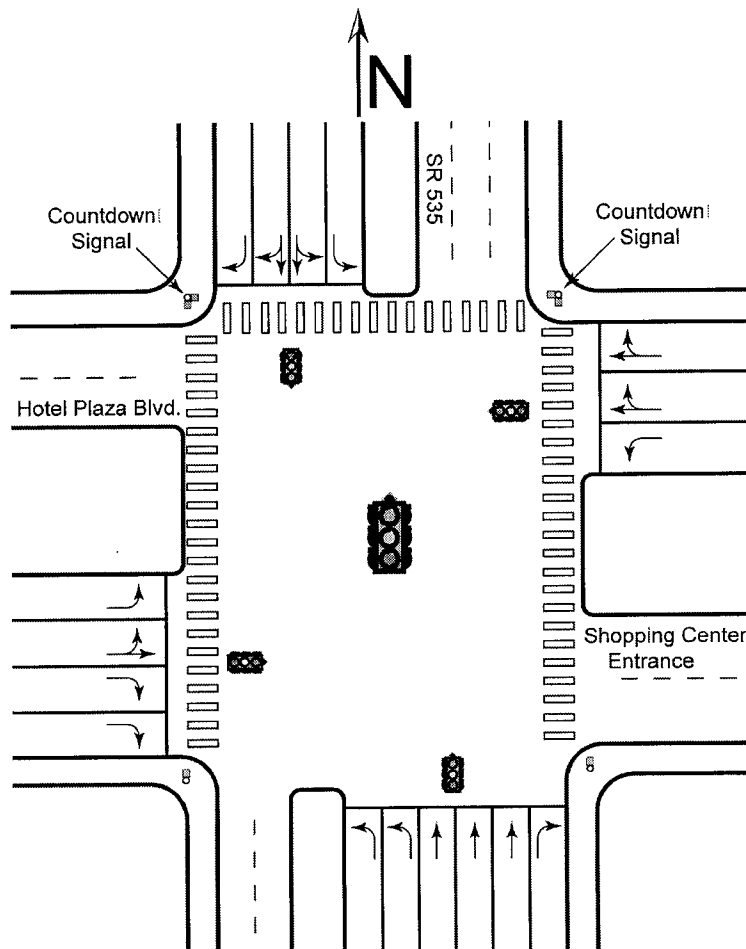 N
SR 535
Countdown
Signal
Countdown
Signal
Hotel Plaza Blvd.
Shopping Center
Entrance